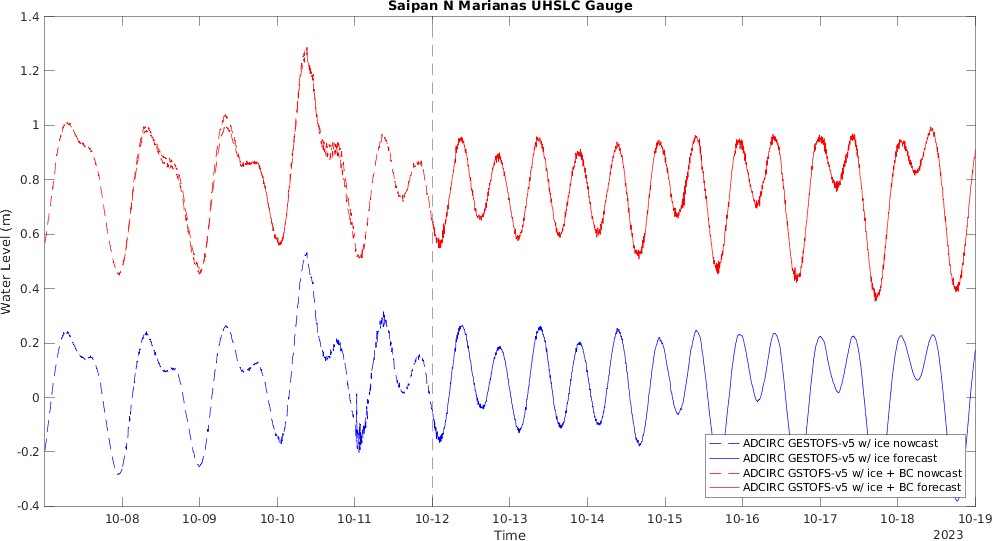 Saipan N Marianas UHSLC Gauge
Water Level (m)
1.4
1.2
1
0.8
0.6
0.4
0.2
0
-0.2
-0.4
ADCIRC GESTOFS-v5 w/ ice nowcast
ADCIRC GESTOFS-v5 w/ ice forecast
ADCIRC GSTOFS-v5 w/ ice + BC nowcast
ADCIRC GSTOFS-v5 w/ ice + BC forecast
10-08 10-09 10-10 10-11 10-12 10-13 10-14 10-15 10-16 10-17 10-18 10-19
Time
2023